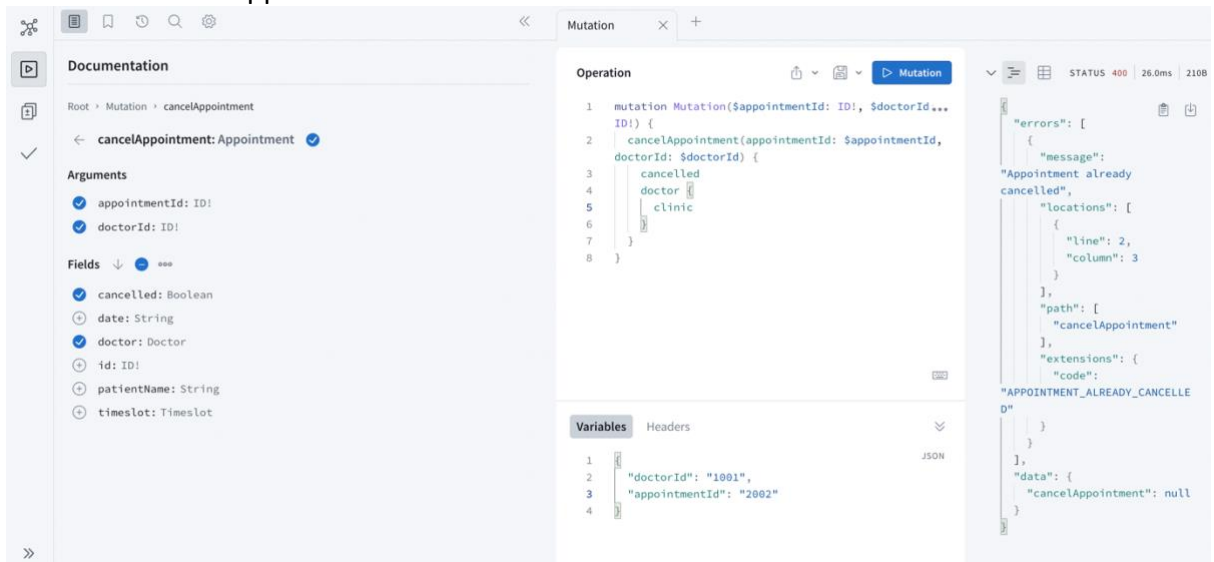 Documentation
Root › Mutation › cancelAppointment
cancelAppointment: Appointment
Arguments
appointmentId: ID!
doctorId: ID!
Fields
cancelled: Boolean
date: String
doctor: Doctor
id: ID!
patientName: String
timeslot: Timeslot
Mutation
Operation
Mutation
1 mutation Mutation($appointmentId: ID!, $doctorId...
ID!) {
2 cancelAppointment(appointmentId: $appointmentId,
doctorId: $doctorId) {
3 cancelled
4 doctor {
5 clinic
6 }
7 }
8 }
Variables Headers
JSON
1 {
2 "doctorId": "1001",
3 "appointmentId": "2002"
4 }
STATUS 400 26.0ms 210B
{
"errors": [
{
"message":
"Appointment already
cancelled",
"locations": [
{
"line": 2,
"column": 3
}
],
"path": [
"cancelAppointment"
],
"extensions": {
"code":
"APPOINTMENT_ALREADY_CANCELLE
D"
}
}
],
"data": {
"cancelAppointment": null
}
}